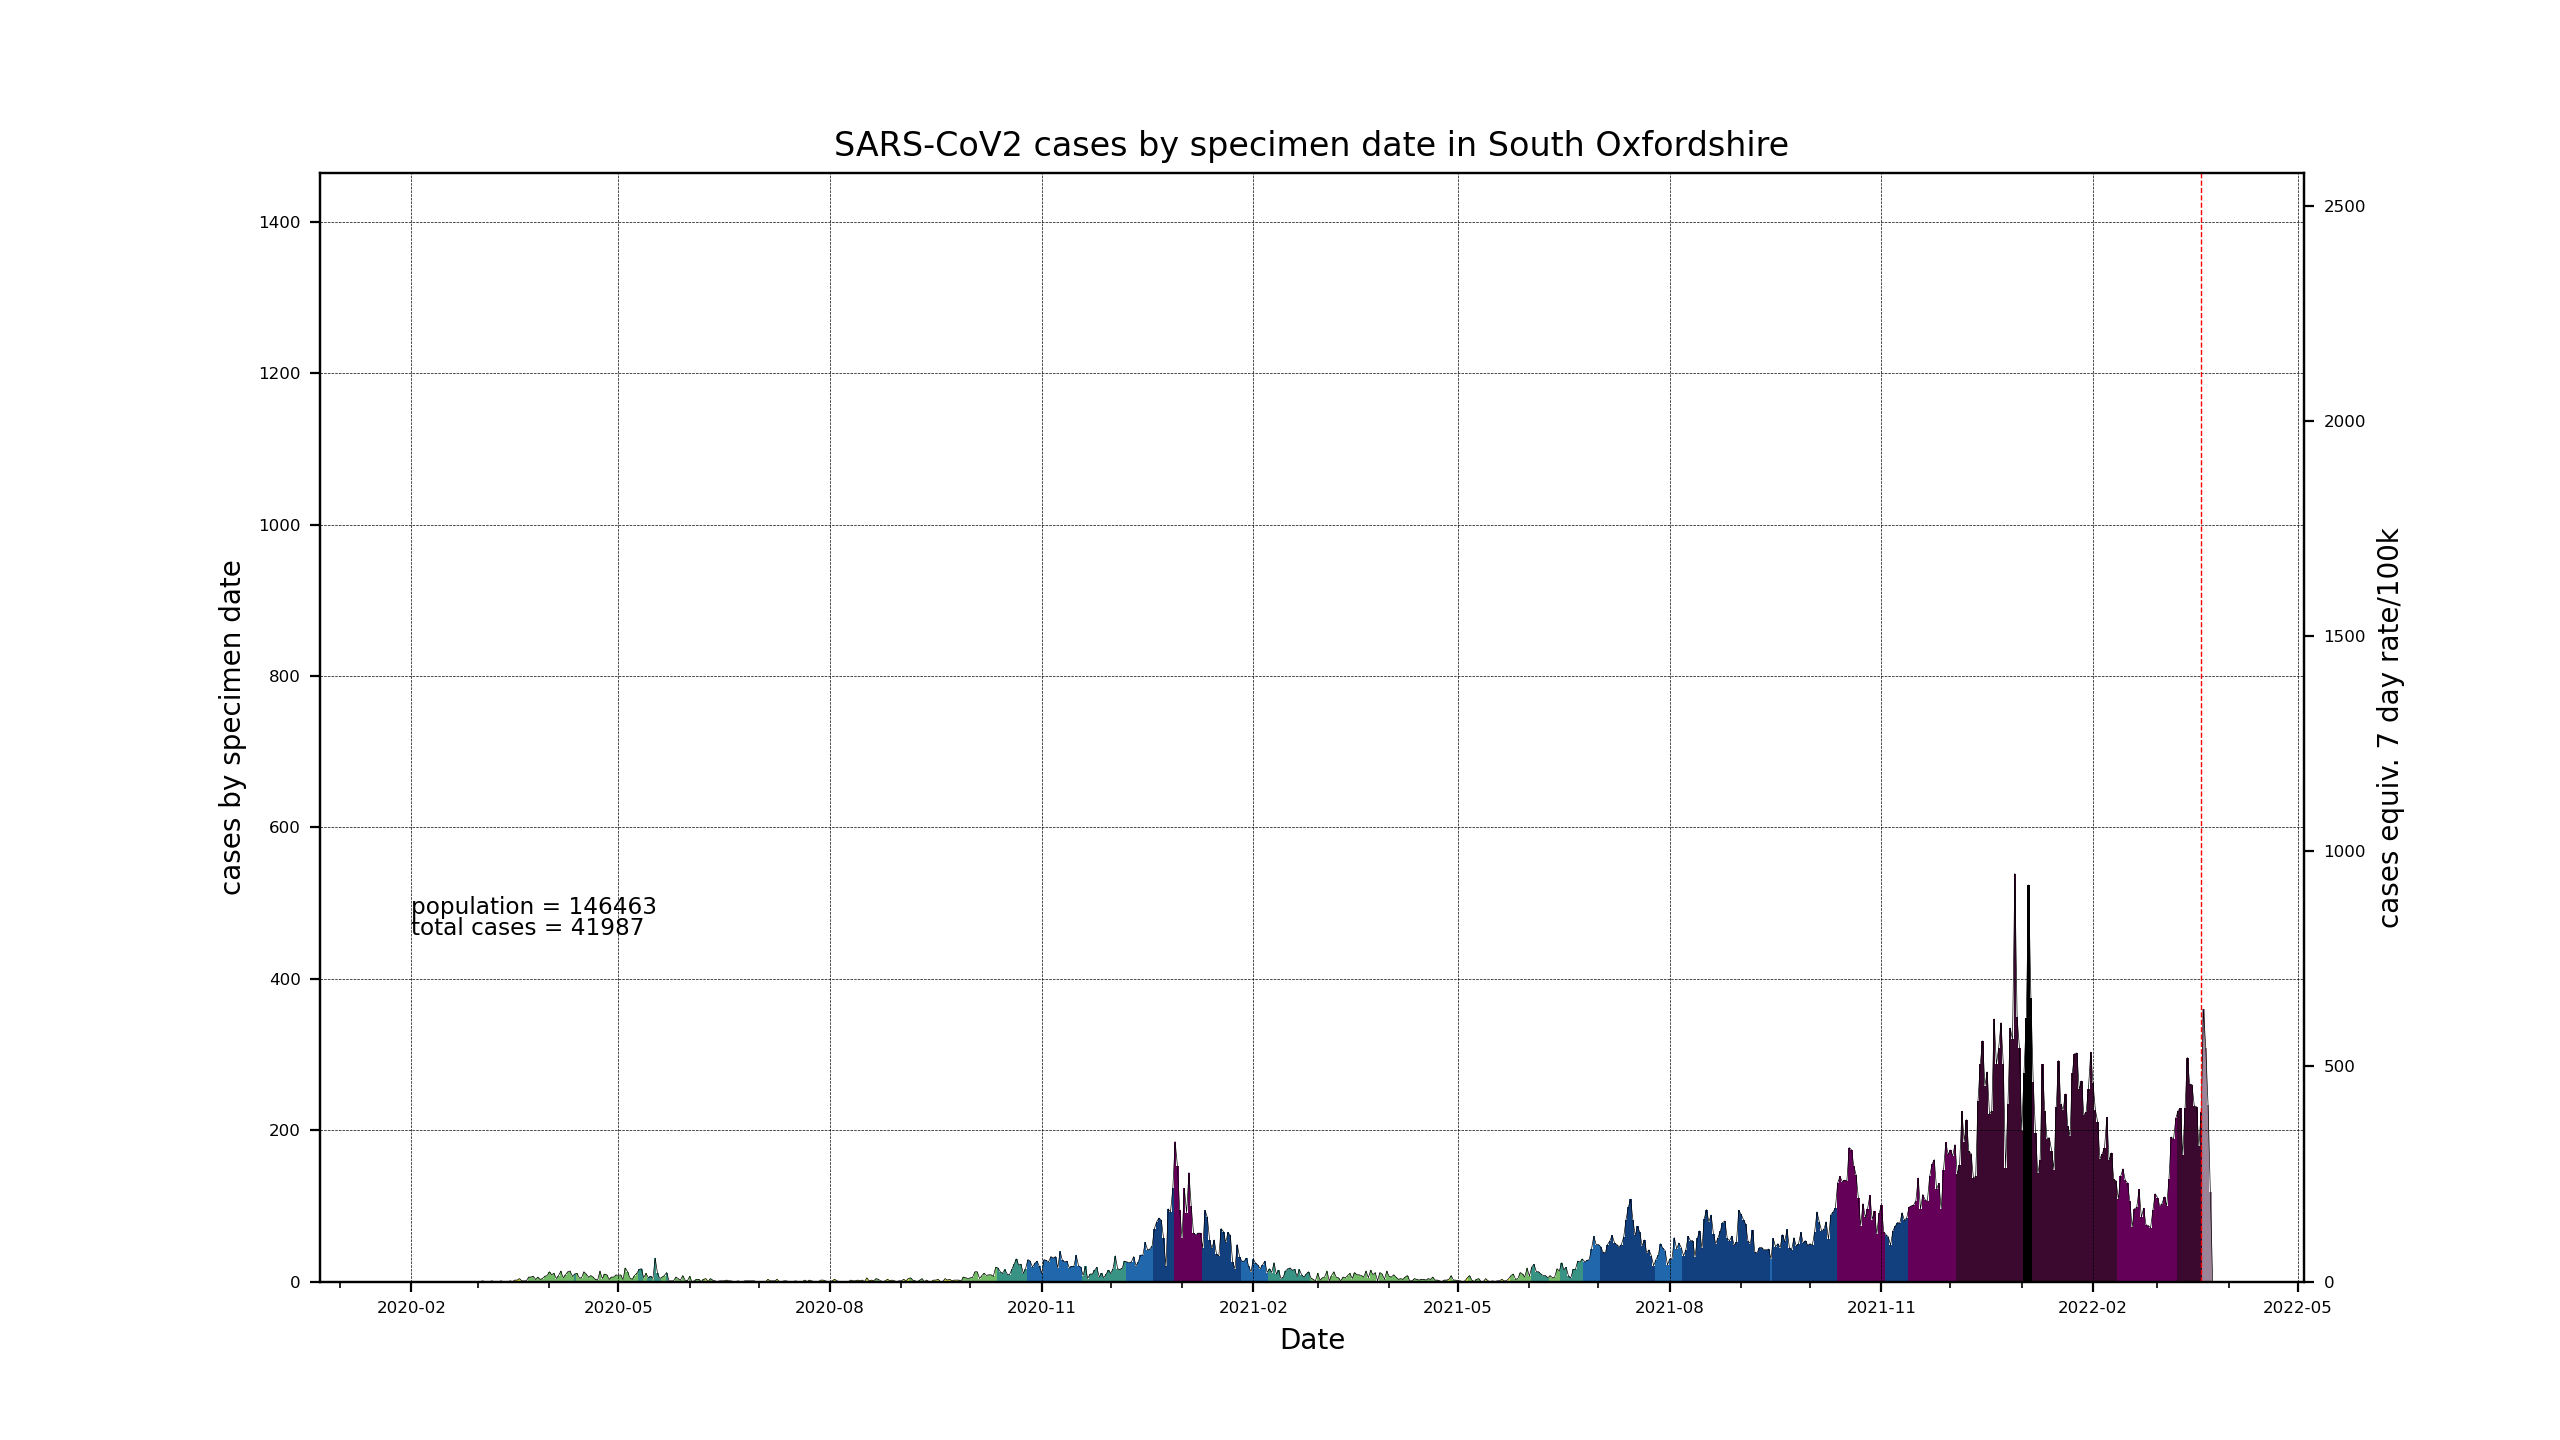 SARS-CoV2 cases by specimen date in South Oxfordshire
cases by specimen date
1400
1200
1000
800
600
400
200
0
population = 146463
total cases = 41987
2500
2000
1500
1000
500
0
cases equiv. 7 day rate/100k
2020-02 2020-05 2020-08 2020-11 2021-02 2021-05 2021-08 2021-11 2022-02 2022-05
Date